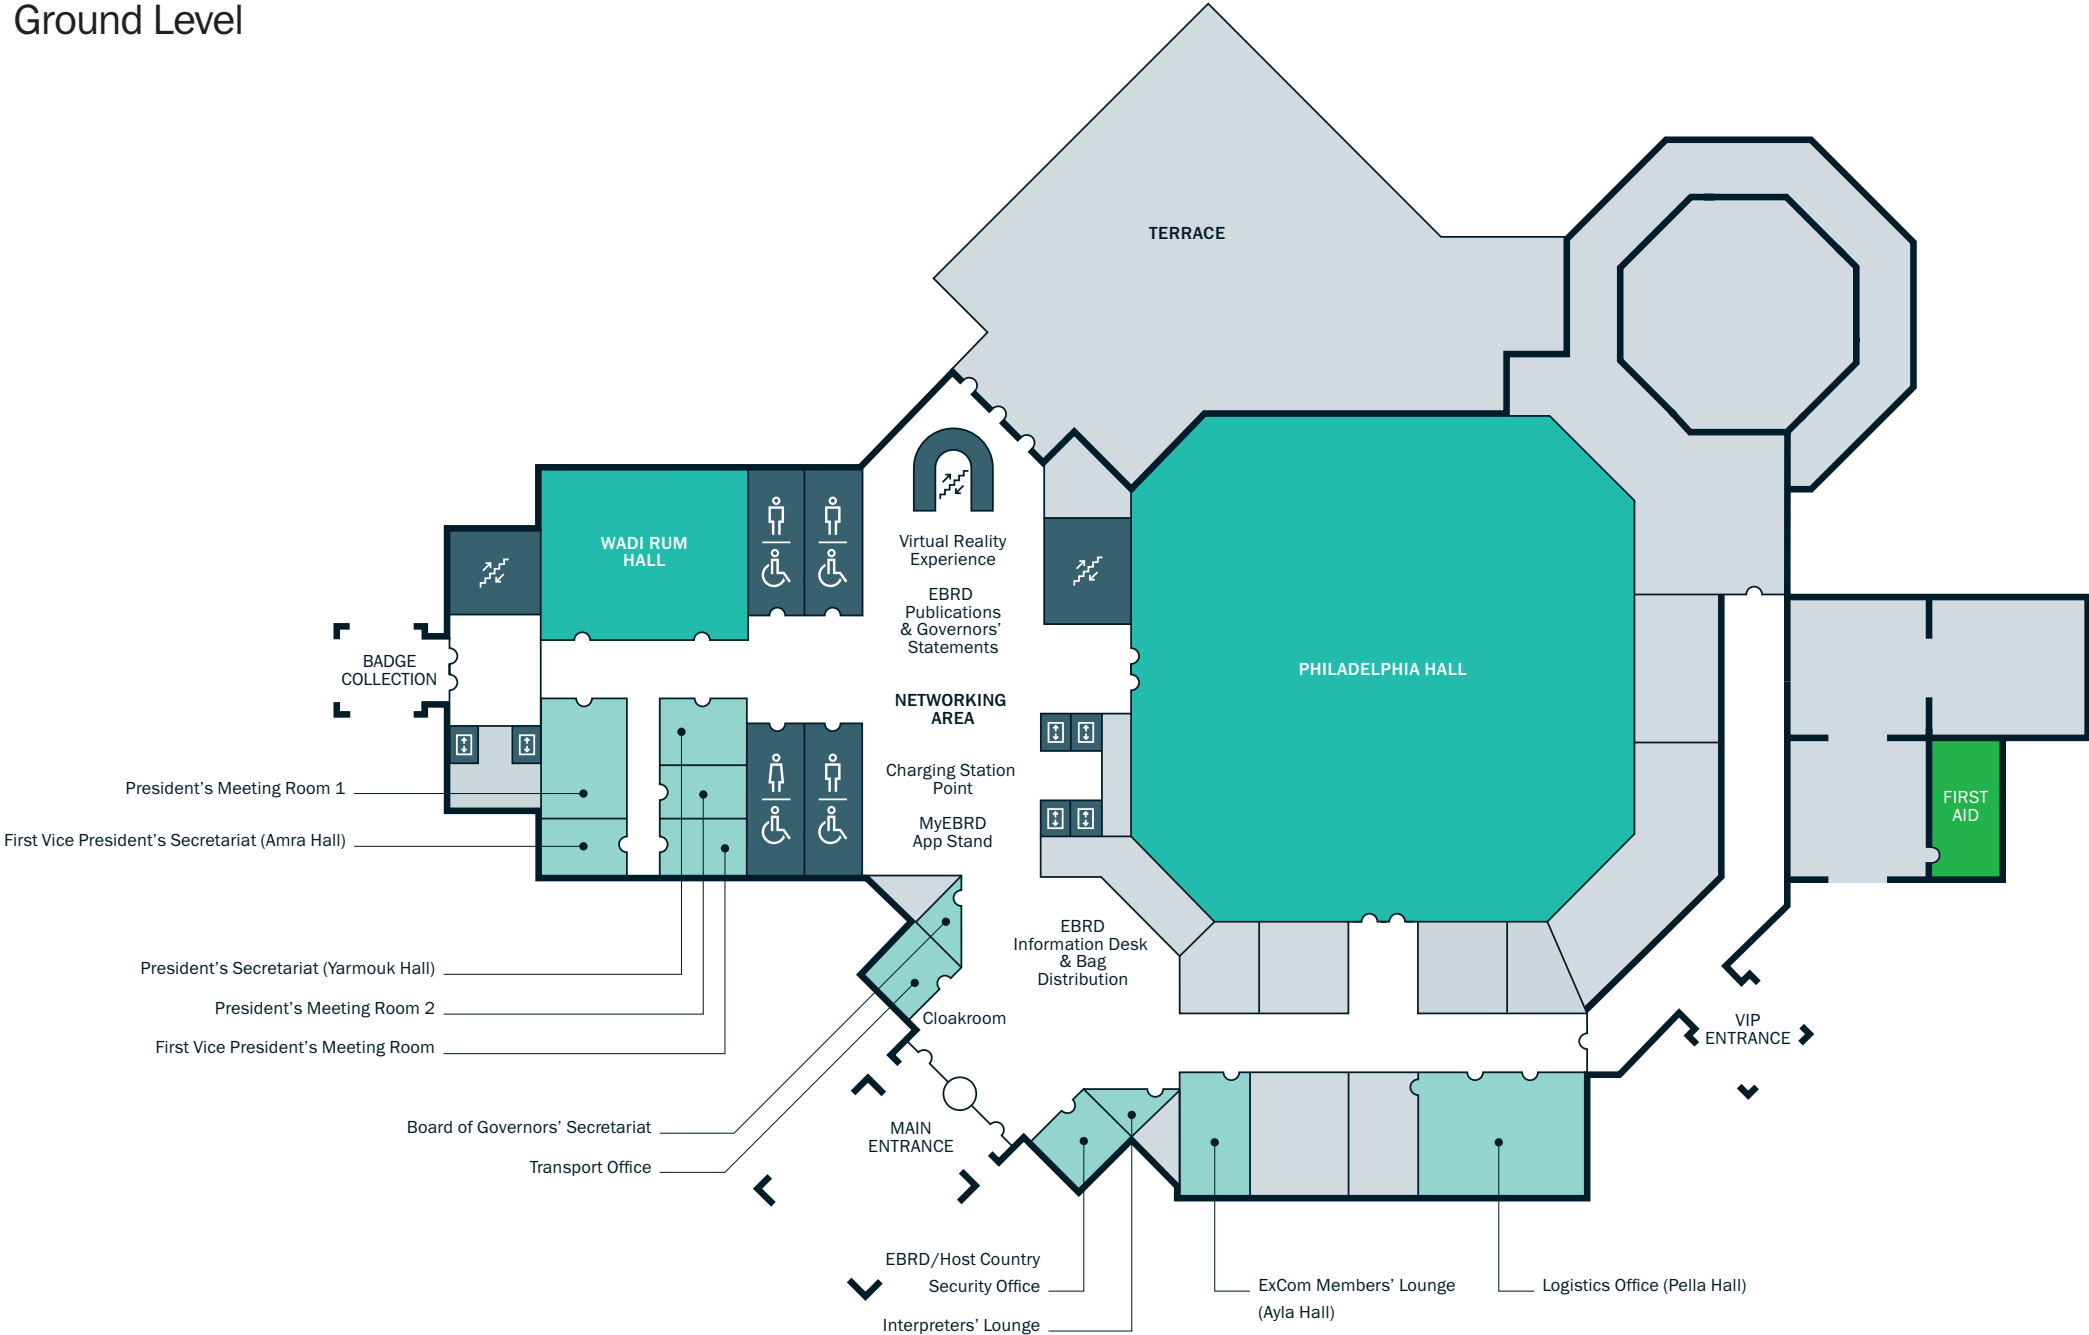 Ground Level
TERRACE
WADI RUM
HALL
Virtual Reality
Experience
EBRD
Publications
& Governors’
Statements
BADGE
COLLECTION
PHILADELPHIA HALL
NETWORKING
AREA
Charging Station
Point
MyEBRD
App Stand
FIRST
AID
President’s Meeting Room 1
First Vice President’s Secretariat (Amra Hall)
EBRD
Information Desk
& Bag
Distribution
President’s Secretariat (Yarmouk Hall)
President’s Meeting Room 2
First Vice President’s Meeting Room
Cloakroom
VIP
ENTRANCE
Board of Governors’ Secretariat
Transport Office
MAIN
ENTRANCE
EBRD/Host Country
Security Office
Interpreters’ Lounge
ExCom Members’ Lounge
(Ayla Hall)
Logistics Office (Pella Hall)